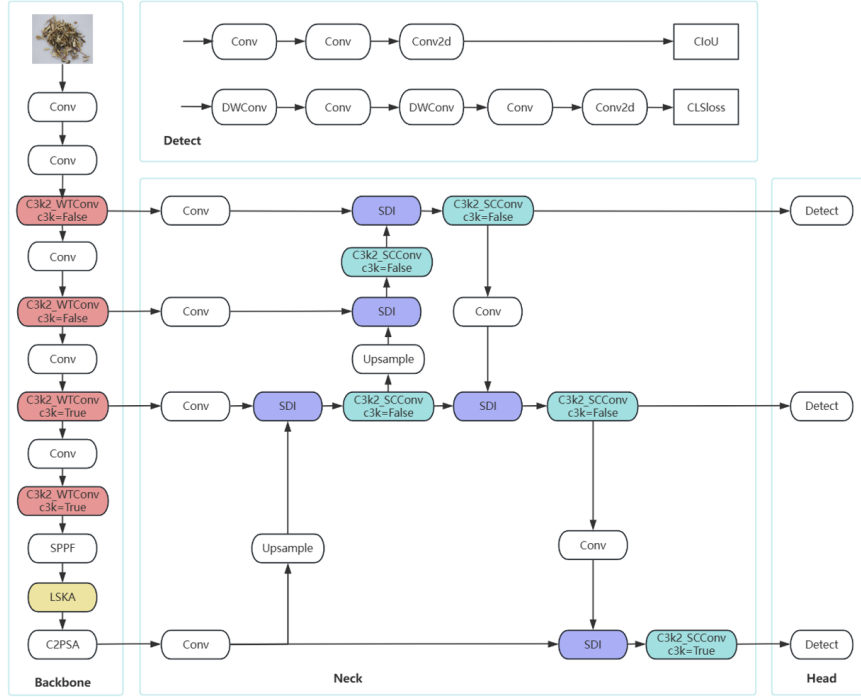 Conv
Conv
C3k2_WTConv
c3k=False
Conv
C3k2_WTConv
c3k=False
Conv
C3k2_WTConv
c3k=True
Conv
C3k2_WTConv
c3k=True
SPPF
LSKA
C2PSA
Backbone
Conv
Conv
Conv2d
CIoU
DWConv
Conv
DWConv
Conv
Conv2d
CLSloss
Detect
Conv
SDI
C3k2_SCConv
c3k=False
C3k2_SCConv
c3k=False
Conv
SDI
Conv
Upsample
Conv
SDI
C3k2_SCConv
c3k=False
SDI
C3k2_SCConv
c3k=False
Upsample
Conv
Conv
SDI
C3k2_SCConv
c3k=True
Neck
Detect
Detect
Detect
Head